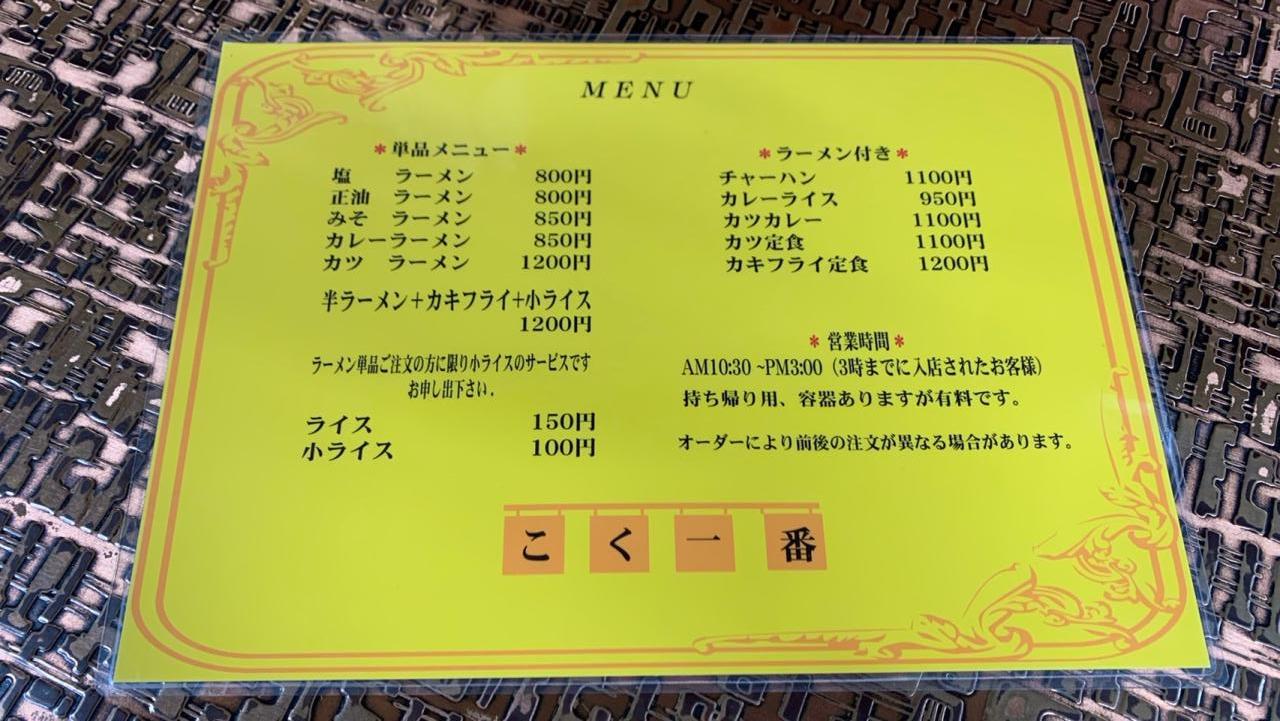 MENU
*単品メニュー*
塩 ラーメン 800円
正油 ラーメン 800円
みそ ラーメン 850円
カレーラーメン 850円
カツ ラーメン 1200円
半ラーメン+カキフライ+小ライス
1200円
ラーメン単品ご注文の方に限り小ライスのサービスです
お申し出下さい.
ライス 150円
小ライス 100円
*ラーメン付き*
チャーハン 1100円
カレーライス 950円
カツカレー 1100円
カツ定食 1100円
カキフライ定食 1200円
*営業時間*
AM10:30 ~PM3:00（3時までに入店されたお客様）
持ち帰り用、容器ありますが有料です。
オーダーにより前後の注文が異なる場合があります。
こく一番